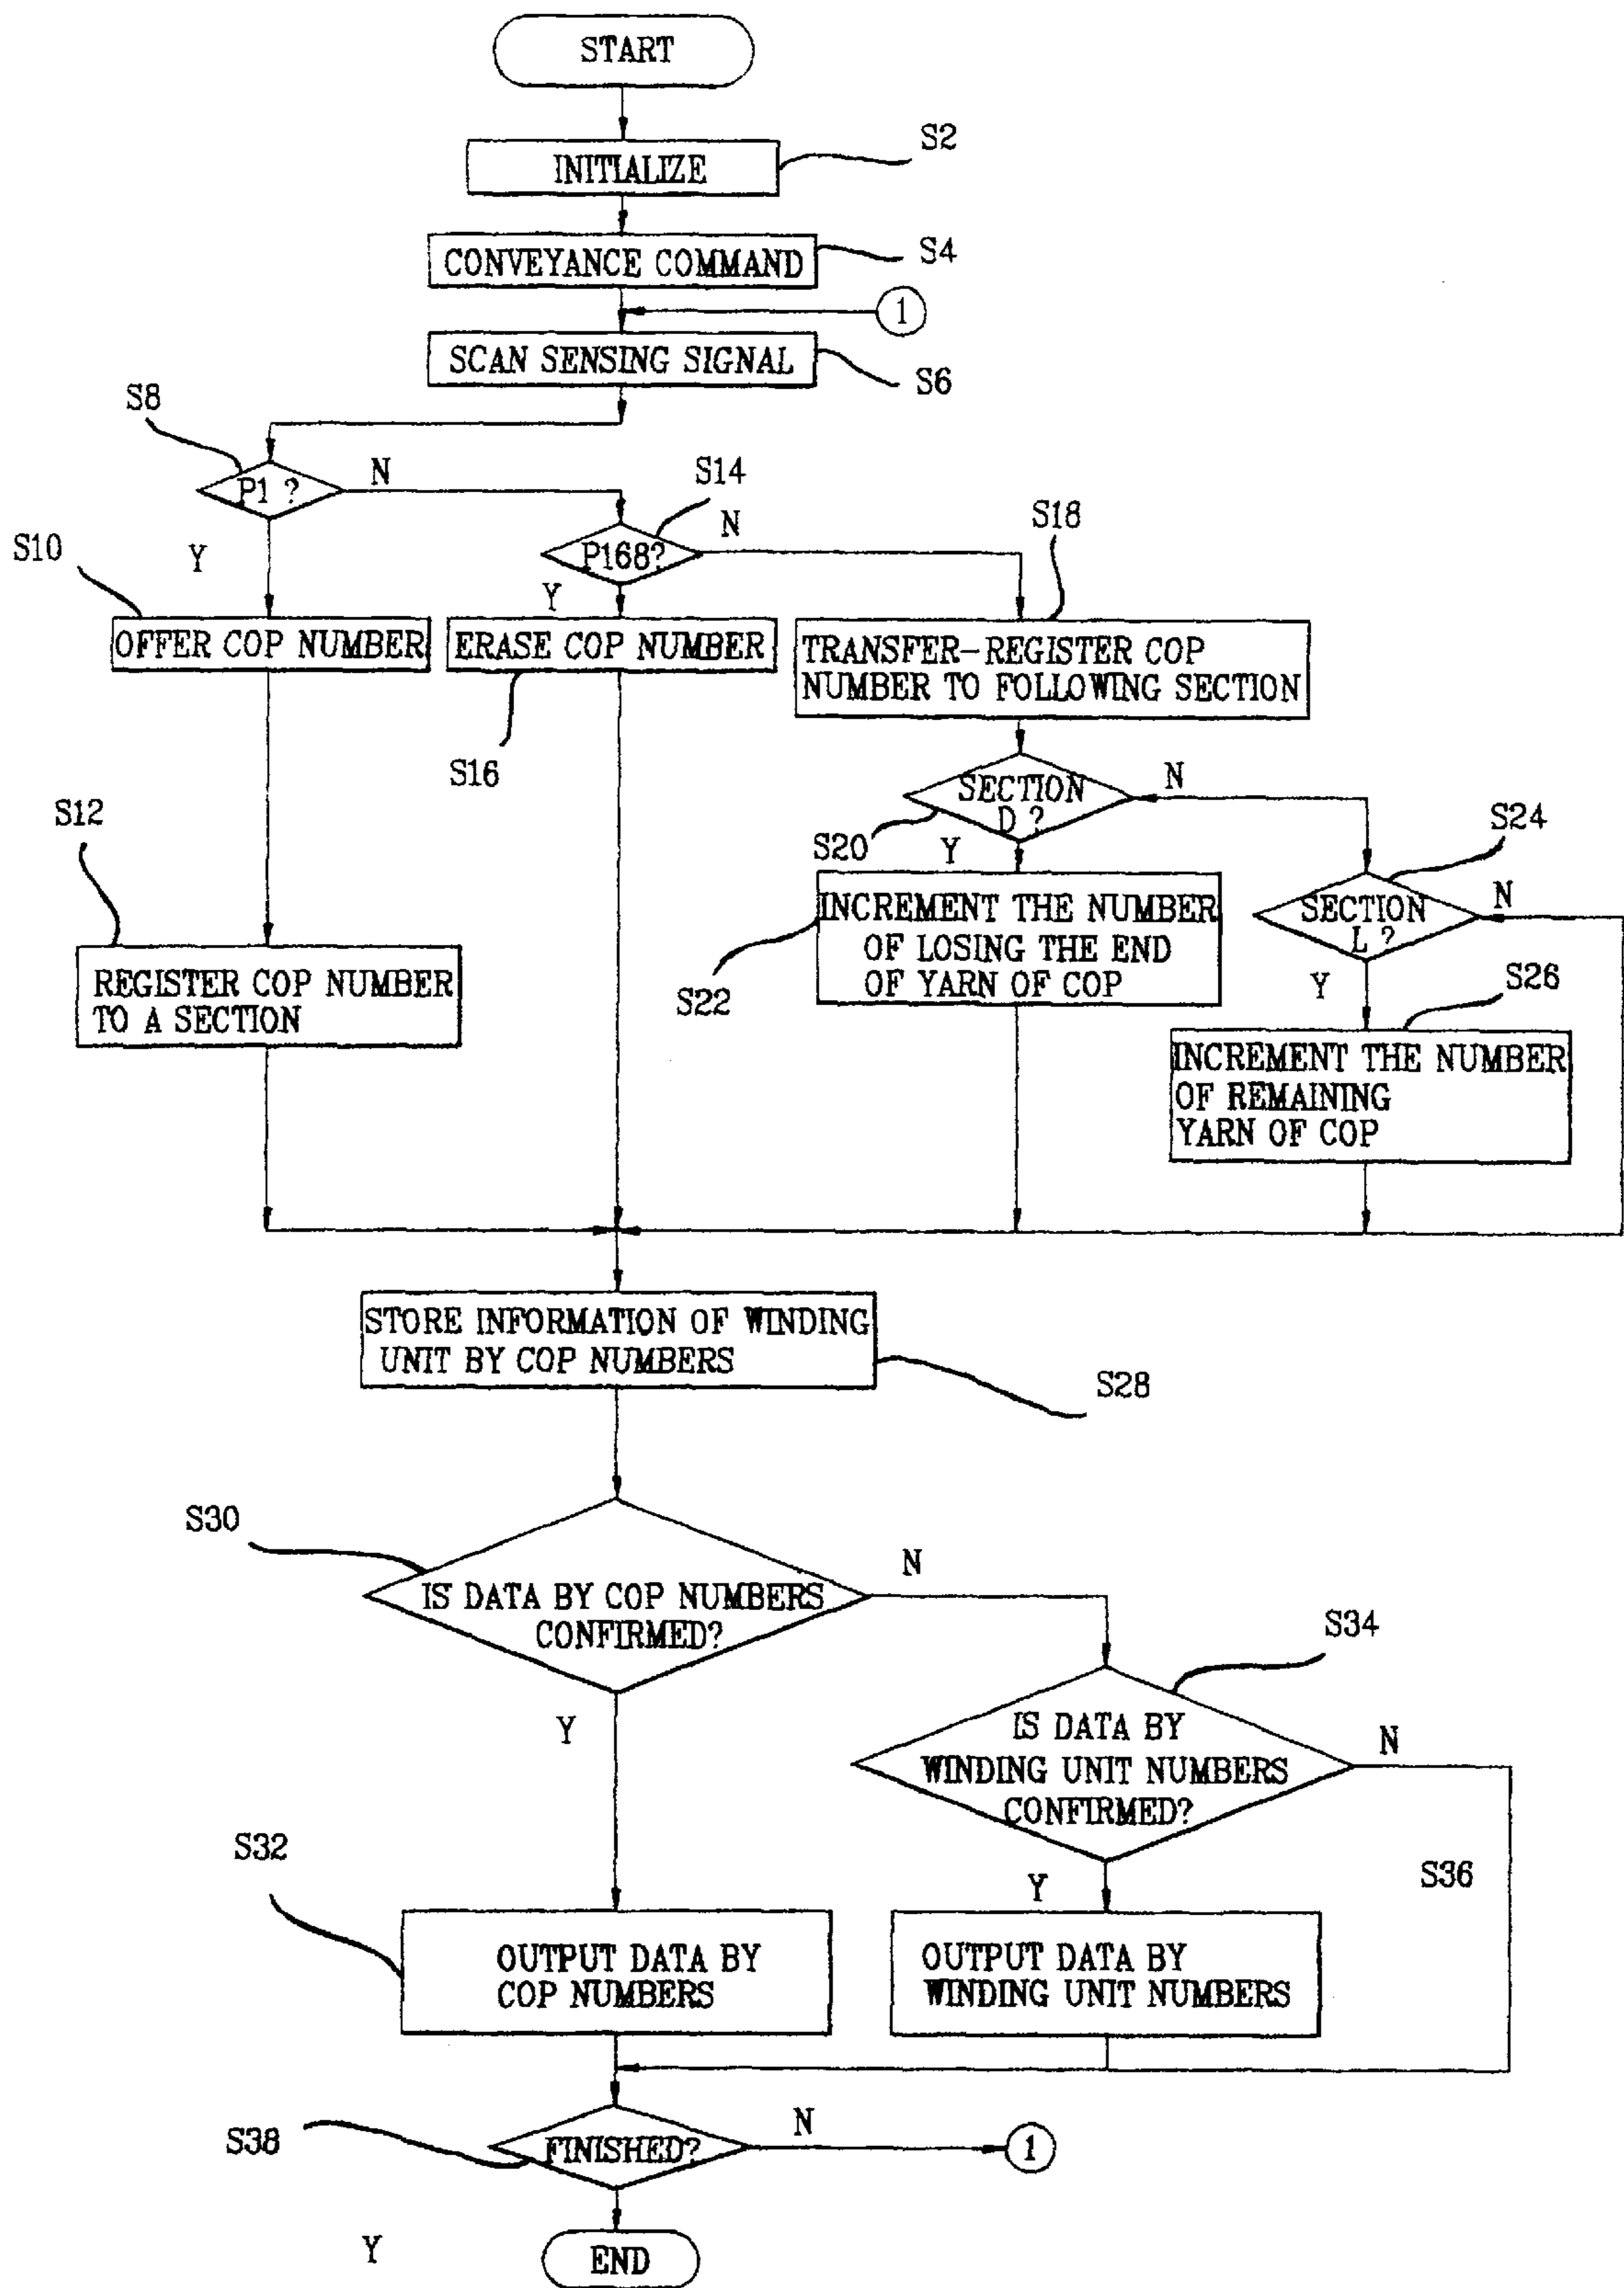 START
S2
INITIALIZE
S4
CONVEYANCE COMMAND
1
SCAN SENSING SIGNAL
S6
S8
P1 ?
N
S14
P168?
N
S18
S10
Y
Y
OFFER COP NUMBER
ERASE COP NUMBER
TRANSFER-REGISTER COP
NUMBER TO FOLLOWING SECTION
S16
S12
SECTION
D ?
N
S20
Y
S24
SECTION
L ?
N
INCREMENT THE NUMBER
OF LOSING THE END
OF YARN OF COP
S22
Y
S26
REGISTER COP NUMBER
TO A SECTION
INCREMENT THE NUMBER
OF REMAINING
YARN OF COP
STORE INFORMATION OF WINDING
UNIT BY COP NUMBERS
S28
S30
IS DATA BY COP NUMBERS
CONFIRMED?
N
S34
Y
IS DATA BY
WINDING UNIT NUMBERS
CONFIRMED?
N
S32
Y
S36
OUTPUT DATA BY
COP NUMBERS
OUTPUT DATA BY
WINDING UNIT NUMBERS
S38
FINISHED?
N
1
Y
END